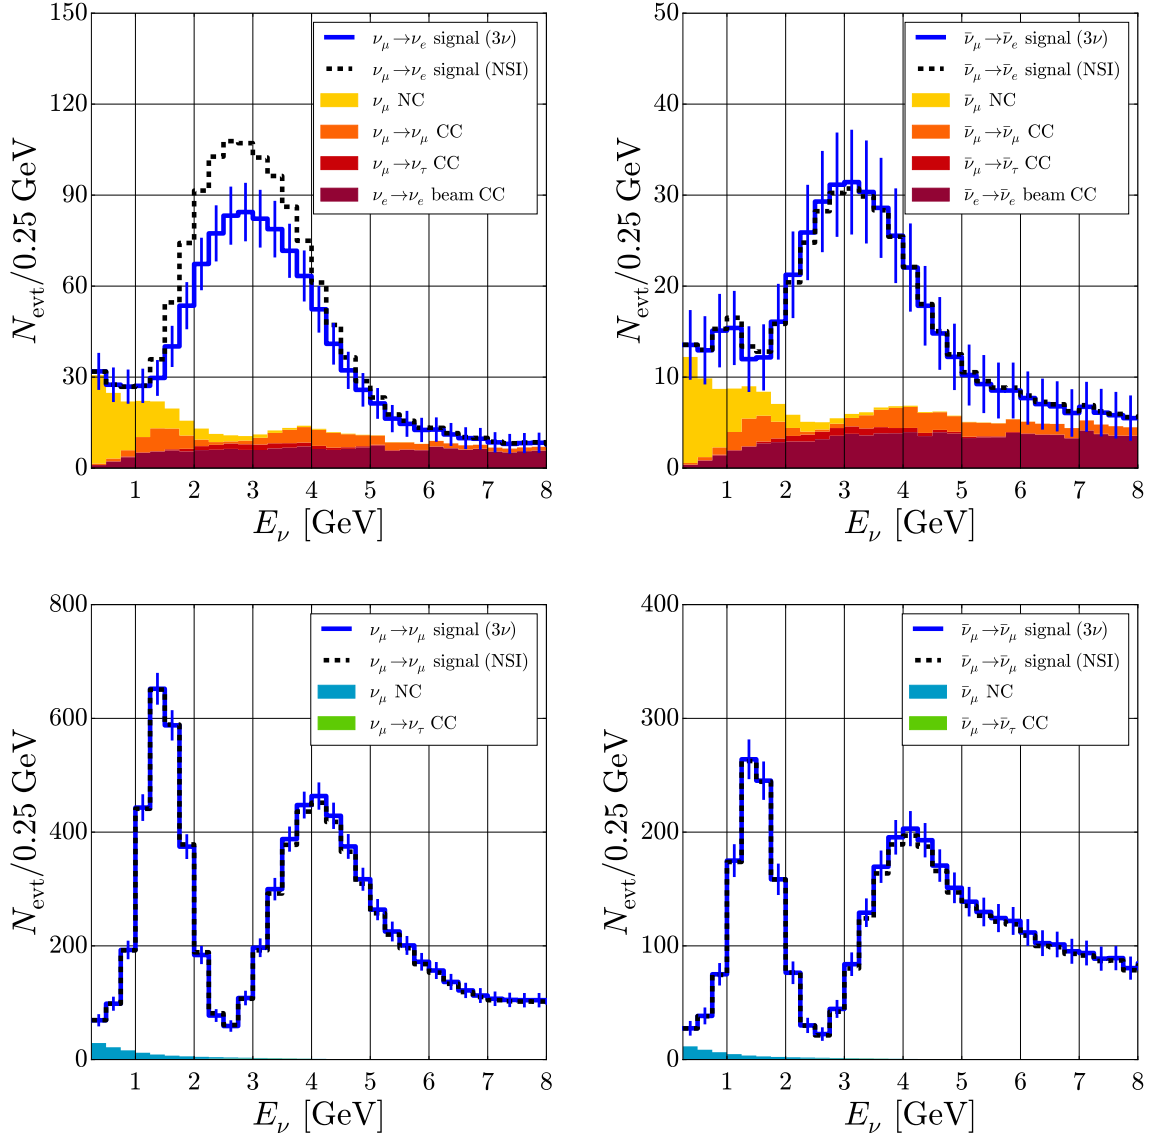 150
120
90
60
30
0
N_evt/0.25 GeV
ν_μ→ν_e signal (3ν)
ν_μ→ν_e signal (NSI)
ν_μ NC
ν_μ→ν_μ CC
ν_μ→ν_τ CC
ν_e→ν_e beam CC
1 2 3 4 5 6 7 8
E_ν [GeV]
50
40
30
20
10
0
N_evt/0.25 GeV
ν̄_μ→ν̄_e signal (3ν)
ν̄_μ→ν̄_e signal (NSI)
ν̄_μ NC
ν̄_μ→ν̄_μ CC
ν̄_μ→ν̄_τ CC
ν̄_e→ν̄_e beam CC
1 2 3 4 5 6 7 8
E_ν [GeV]
800
600
400
200
0
N_evt/0.25 GeV
ν_μ→ν_μ signal (3ν)
ν_μ→ν_μ signal (NSI)
ν_μ NC
ν_μ→ν_τ CC
1 2 3 4 5 6 7 8
E_ν [GeV]
400
300
200
100
0
N_evt/0.25 GeV
ν̄_μ→ν̄_μ signal (3ν)
ν̄_μ→ν̄_μ signal (NSI)
ν̄_μ NC
ν̄_μ→ν̄_τ CC
1 2 3 4 5 6 7 8
E_ν [GeV]